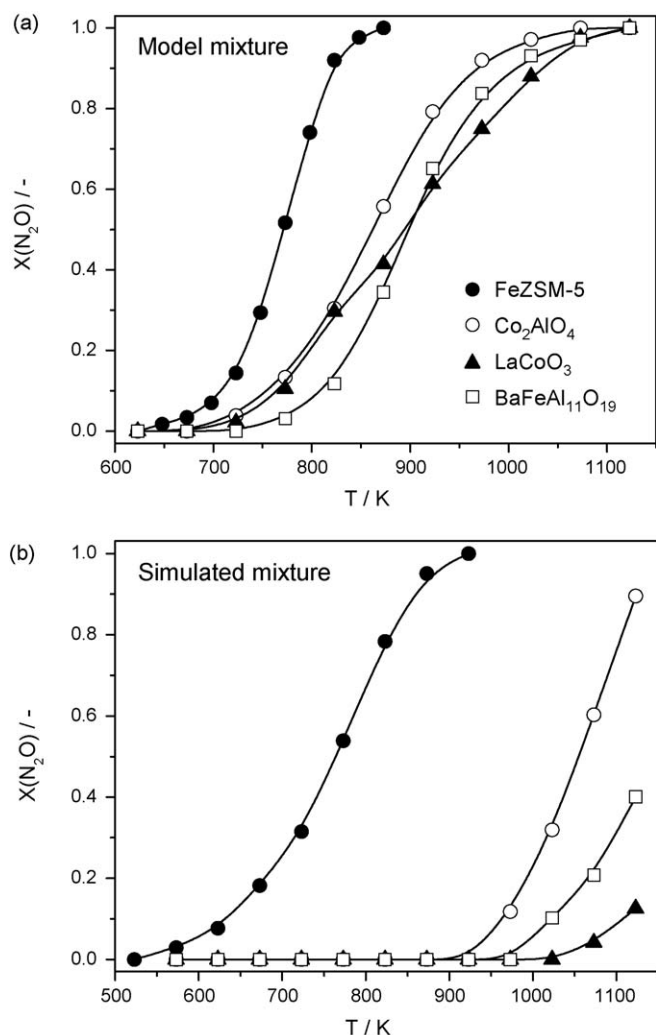 (a)
Model mixture
X(N₂O) / -
1.0
0.8
0.6
0.4
0.2
0.0
FeZSM-5
Co₂AlO₄
LaCoO₃
BaFeAl₁₁O₁₉
600 700 800 900 1000 1100
T / K
(b)
Simulated mixture
X(N₂O) / -
1.0
0.8
0.6
0.4
0.2
0.0
500 600 700 800 900 1000 1100
T / K